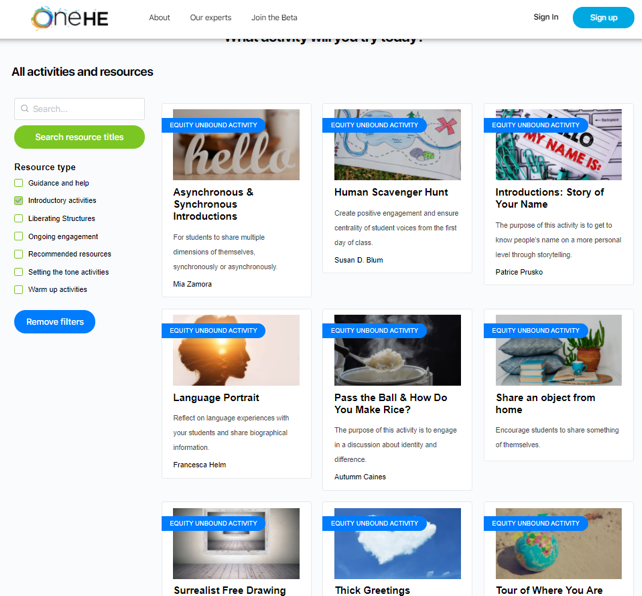 OneHE
About
Our experts
Join the Beta
Sign In
Sign up
What activity will you try today?
All activities and resources
Search...
Search resource titles
Resource type
Guidance and help
Introductory activities
Liberating Structures
Ongoing engagement
Recommended resources
Setting the tone activities
Warm up activities
Remove filters
EQUITY UNBOUND ACTIVITY
hello
Asynchronous &
Synchronous
Introductions
For students to share multiple
dimensions of themselves,
synchronously or asynchronously.
Mia Zamora
EQUITY UNBOUND ACTIVITY
Human Scavenger Hunt
Create positive engagement and ensure
centrality of student voices from the first
day of class.
Susan D. Blum
EQUITY UNBOUND ACTIVITY
HELLO
MY NAME IS:
Introductions: Story of
Your Name
The purpose of this activity is to get to
know people's name on a more personal
level through storytelling.
Patrice Prusko
EQUITY UNBOUND ACTIVITY
Language Portrait
Reflect on language experiences with
your students and share biographical
information.
Francesca Helm
EQUITY UNBOUND ACTIVITY
Pass the Ball & How Do
You Make Rice?
The purpose of this activity is to engage
in a discussion about identity and
difference.
Autumm Caines
EQUITY UNBOUND ACTIVITY
Share an object from
home
Encourage students to share something
of themselves.
EQUITY UNBOUND ACTIVITY
Surrealist Free Drawing
EQUITY UNBOUND ACTIVITY
Thick Greetings
EQUITY UNBOUND ACTIVITY
Tour of Where You Are